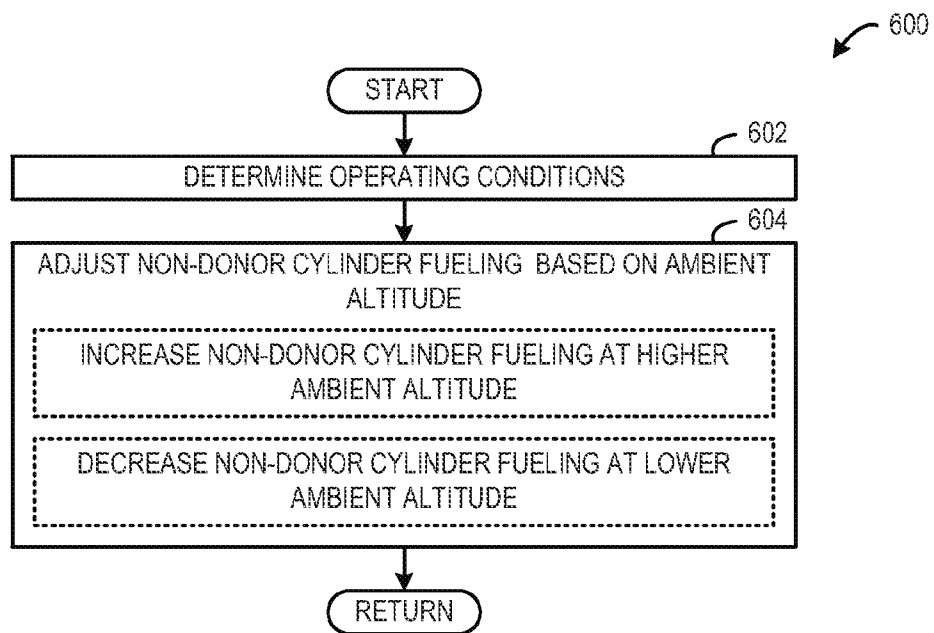 600
START
602
DETERMINE OPERATING CONDITIONS
604
ADJUST NON-DONOR CYLINDER FUELING BASED ON AMBIENT
ALTITUDE
INCREASE NON-DONOR CYLINDER FUELING AT HIGHER
AMBIENT ALTITUDE
DECREASE NON-DONOR CYLINDER FUELING AT LOWER
AMBIENT ALTITUDE
RETURN